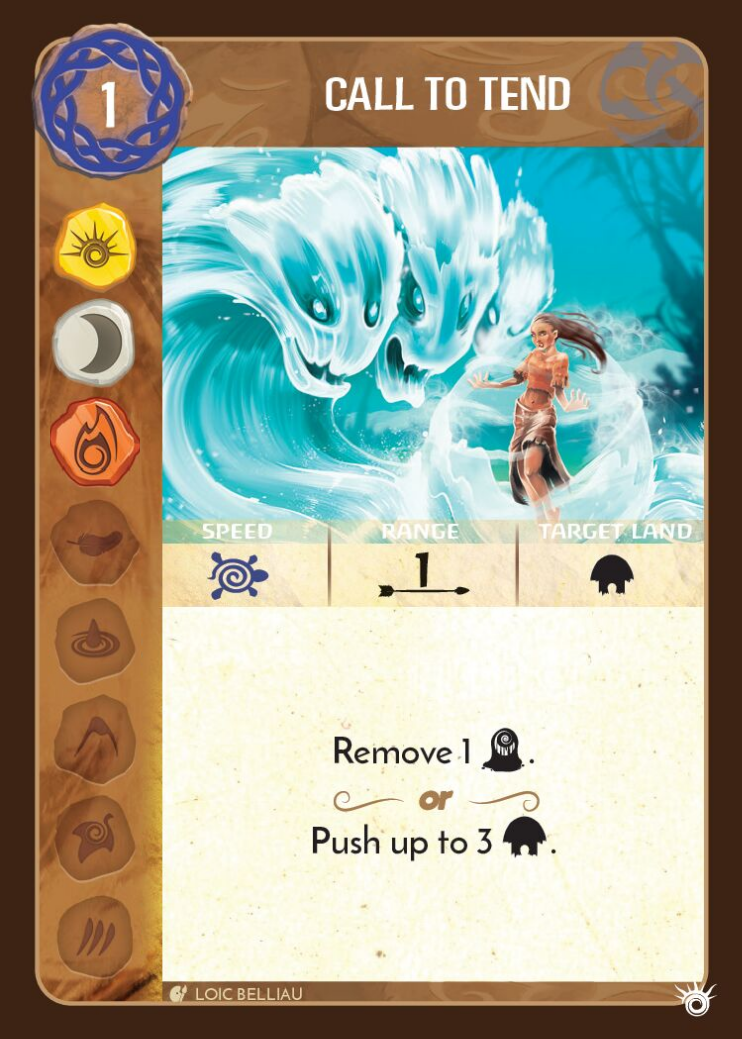 1
CALL TO TEND
SPEED RANGE TARGET LAND
1
Remove 1 .
or
Push up to 3 .
LOIC BELLIAU